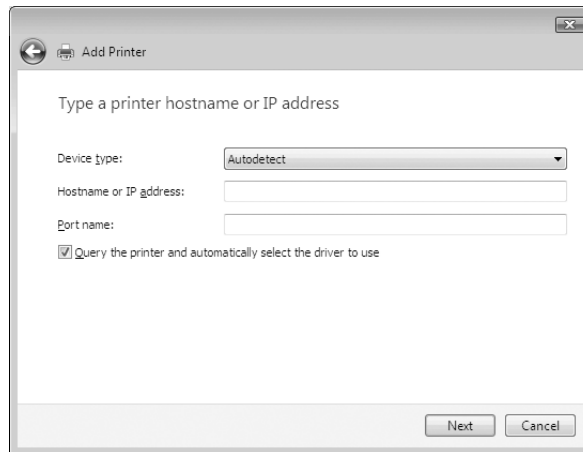 Add Printer
Type a printer hostname or IP address
Device type: Autodetect
Hostname or IP address:
Port name:
Query the printer and automatically select the driver to use
Next Cancel